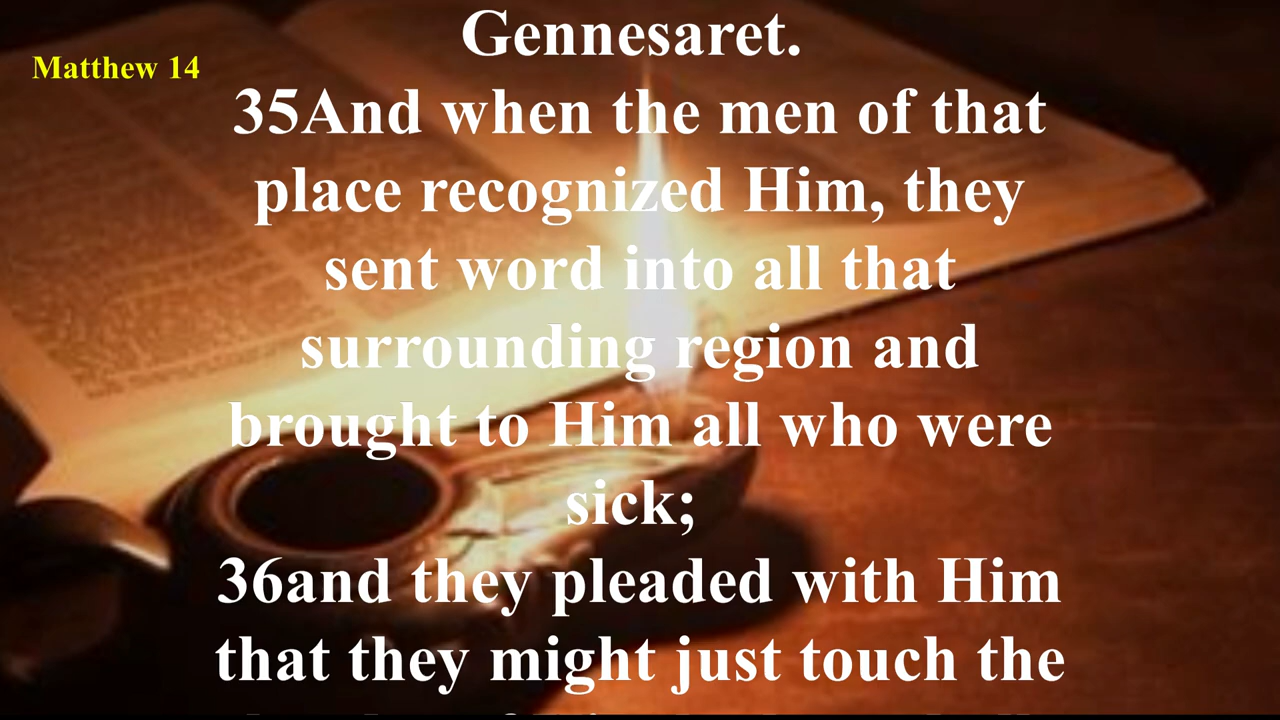 Gennesaret.
Matthew 14
35And when the men of that
place recognized Him, they
sent word into all that
surrounding region and
brought to Him all who were
sick;
36and they pleaded with Him
that they might just touch the